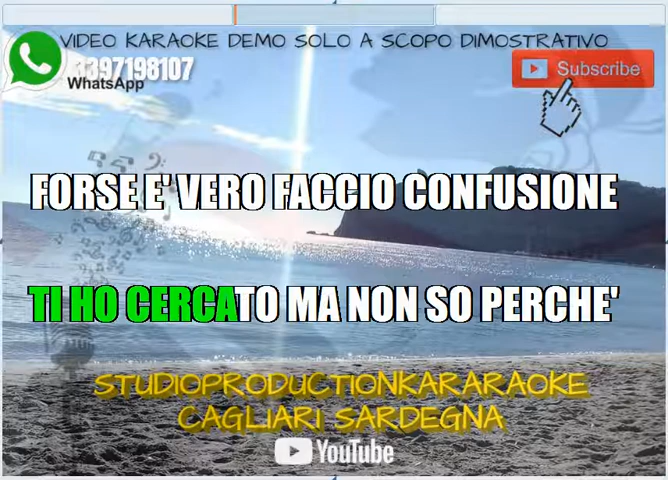 VIDEO KARAOKE DEMO SOLO A SCOPO DIMOSTRATIVO
1397198107
WhatsApp
Subscribe
FORSE E' VERO FACCIO CONFUSIONE
TI HO CERCATO MA NON SO PERCHE'
STUDIOPRODUCTIONKARARAOKE
CAGLIARI SARDEGNA
YouTube